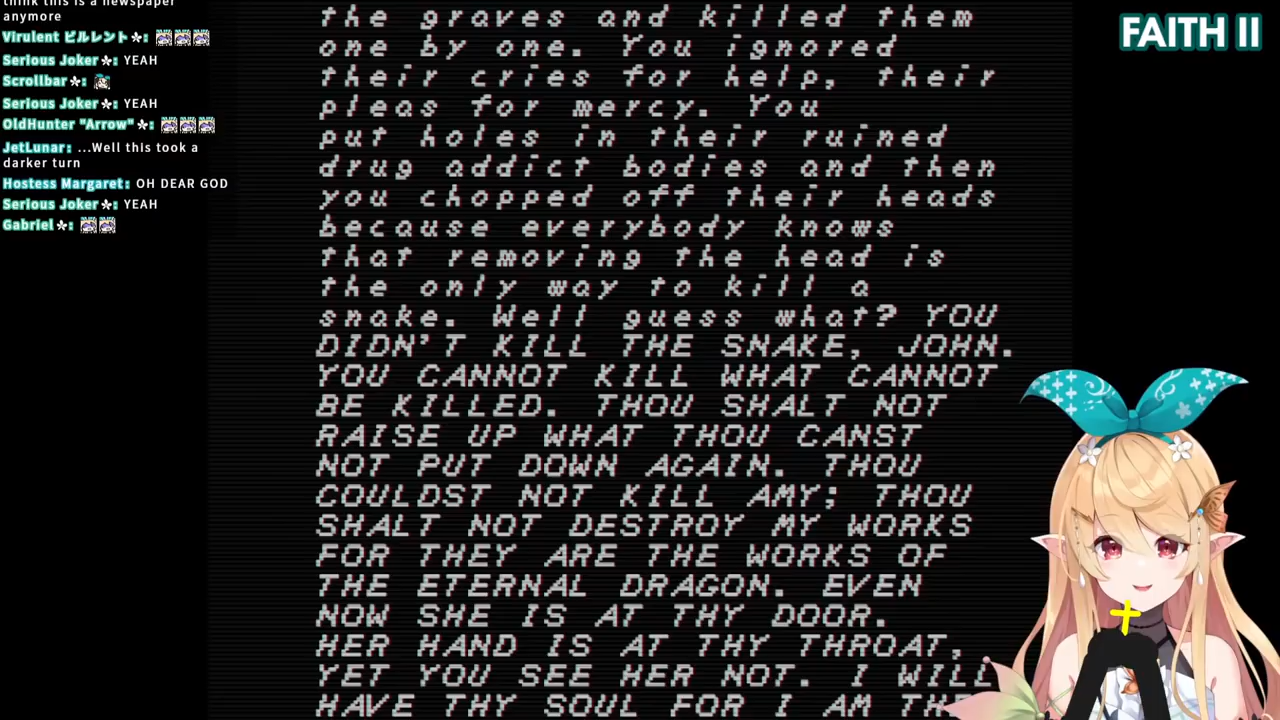 think this is a newspaper
anymore
Virulent ビルレント:
Serious Joker: YEAH
Scrollbar:
Serious Joker: YEAH
OldHunter "Arrow":
JetLunar: ...Well this took a
darker turn
Hostess Margaret: OH DEAR GOD
Serious Joker: YEAH
Gabriel:
FAITH II
the graves and killed them
one by one. You ignored
their cries for help, their
pleas for mercy. You
put holes in their ruined
drug addict bodies and then
you chopped off their heads
because everybody knows
that removing the head is
the only way to kill a
snake. Well guess what? YOU
DIDN'T KILL THE SNAKE, JOHN.
YOU CANNOT KILL WHAT CANNOT
BE KILLED. THOU SHALT NOT
RAISE UP WHAT THOU CANST
NOT PUT DOWN AGAIN. THOU
COULDST NOT KILL AMY; THOU
SHALT NOT DESTROY MY WORKS
FOR THEY ARE THE WORKS OF
THE ETERNAL DRAGON. EVEN
NOW SHE IS AT THY DOOR.
HER HAND IS AT THY THROAT,
YET YOU SEE HER NOT. I WILL
HAVE THY SOUL FOR I AM THE